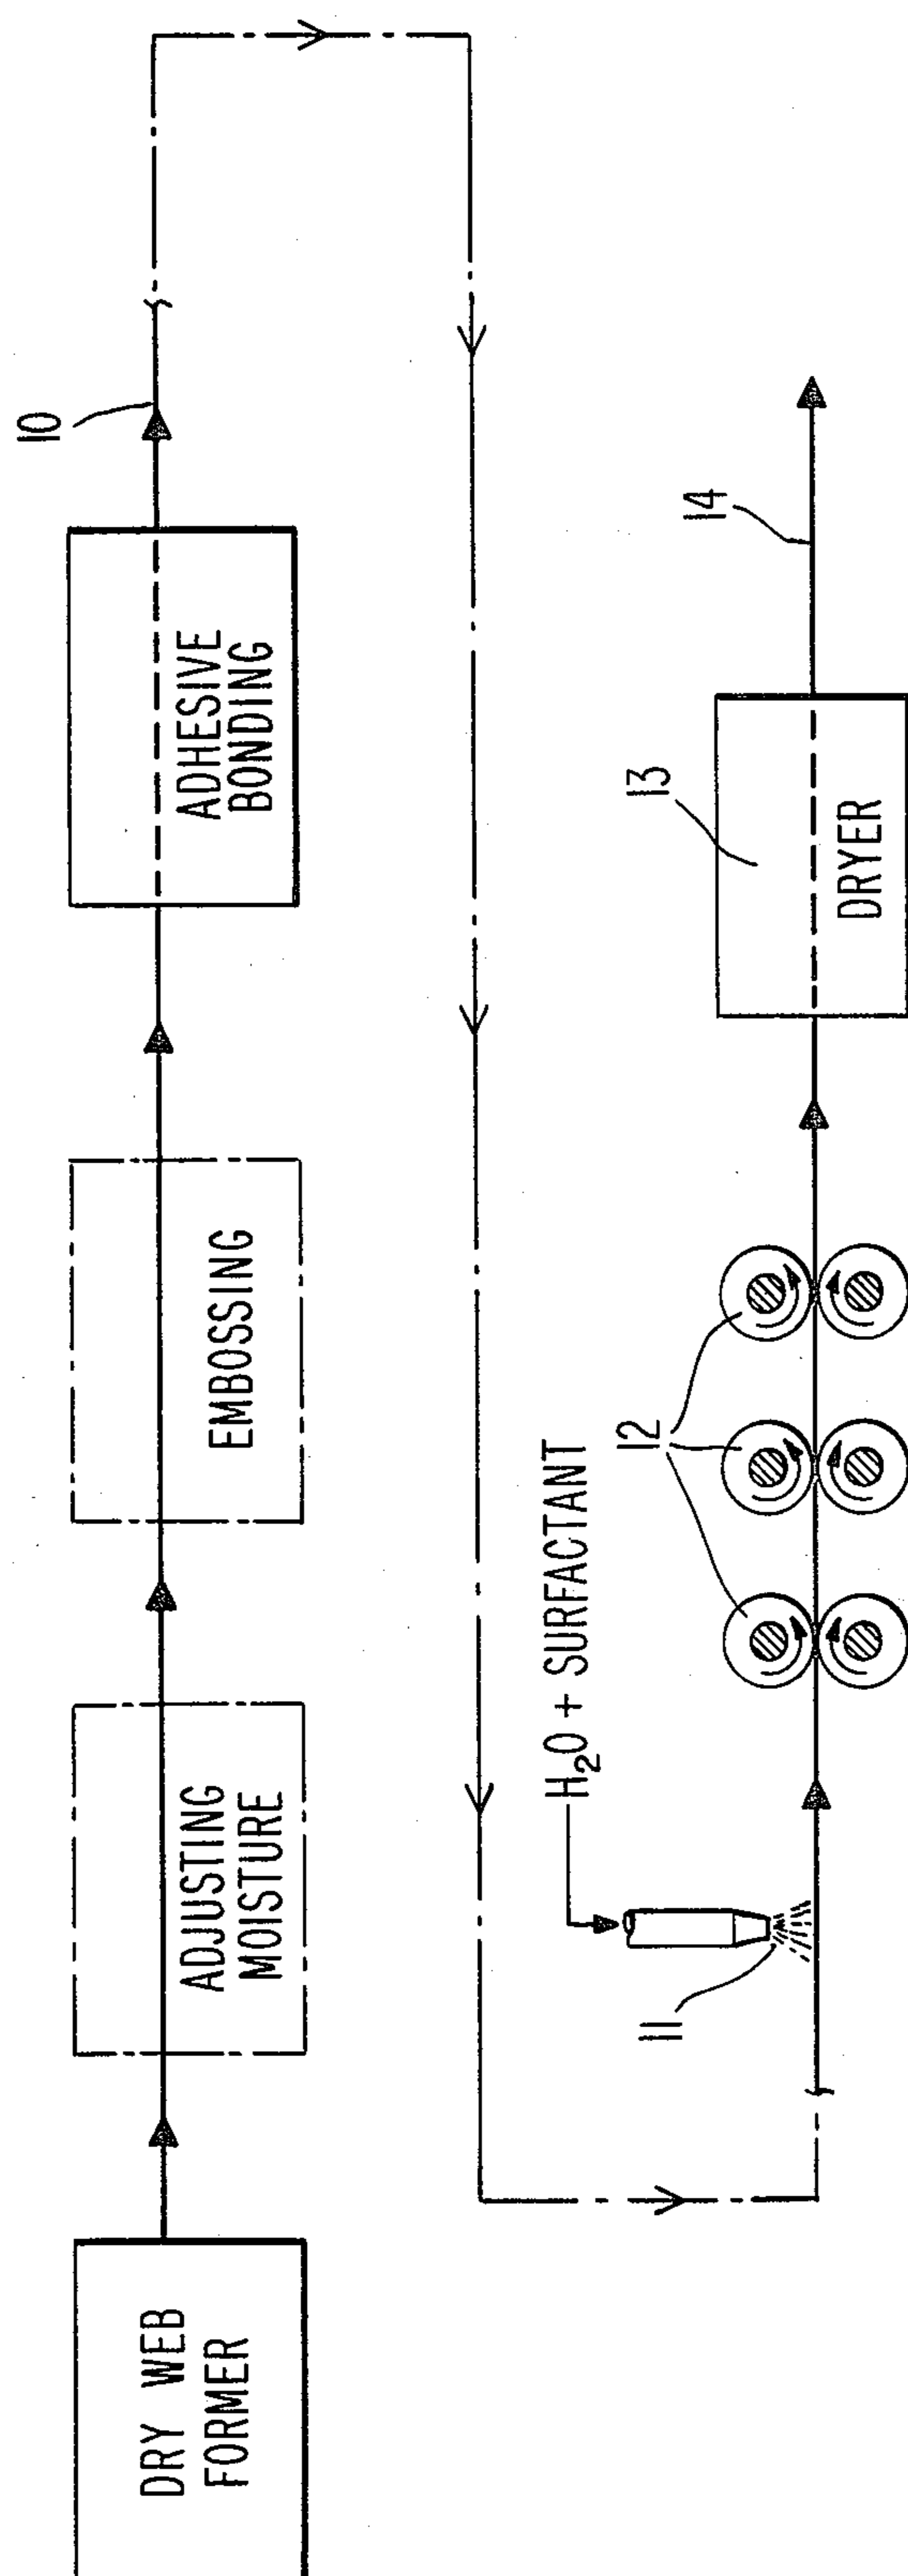 DRY WEB
FORMER
ADJUSTING
MOISTURE
EMBOSSING
ADHESIVE
BONDING
10
11
H₂O + SURFACTANT
12
13
DRYER
14